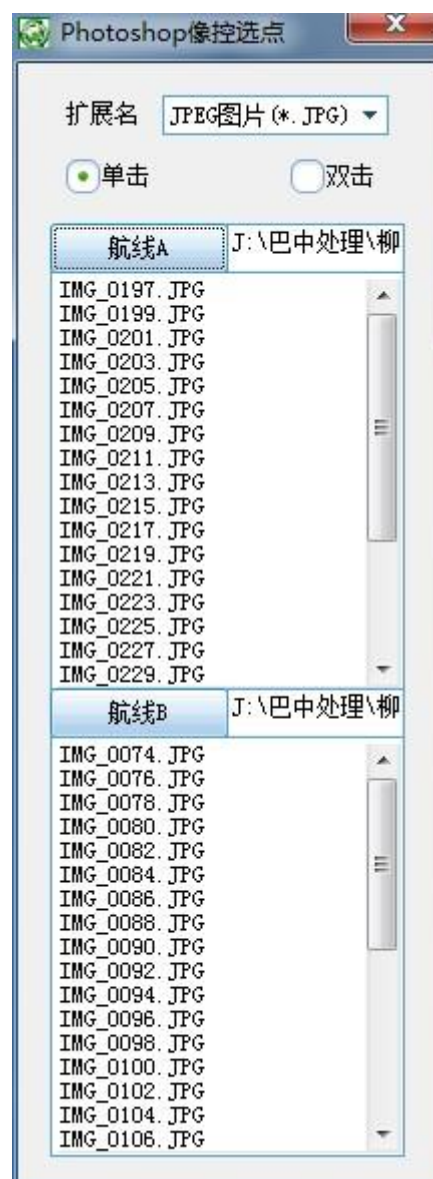 Photoshop像控选点
扩展名 JPEG图片(*.JPG)
单击 双击
航线A J:\巴中处理\柳
IMG_0197.JPG
IMG_0199.JPG
IMG_0201.JPG
IMG_0203.JPG
IMG_0205.JPG
IMG_0207.JPG
IMG_0209.JPG
IMG_0211.JPG
IMG_0213.JPG
IMG_0215.JPG
IMG_0217.JPG
IMG_0219.JPG
IMG_0221.JPG
IMG_0223.JPG
IMG_0225.JPG
IMG_0227.JPG
IMG_0229.JPG
航线B J:\巴中处理\柳
IMG_0074.JPG
IMG_0076.JPG
IMG_0078.JPG
IMG_0080.JPG
IMG_0082.JPG
IMG_0084.JPG
IMG_0086.JPG
IMG_0088.JPG
IMG_0090.JPG
IMG_0092.JPG
IMG_0094.JPG
IMG_0096.JPG
IMG_0098.JPG
IMG_0100.JPG
IMG_0102.JPG
IMG_0104.JPG
IMG_0106.JPG